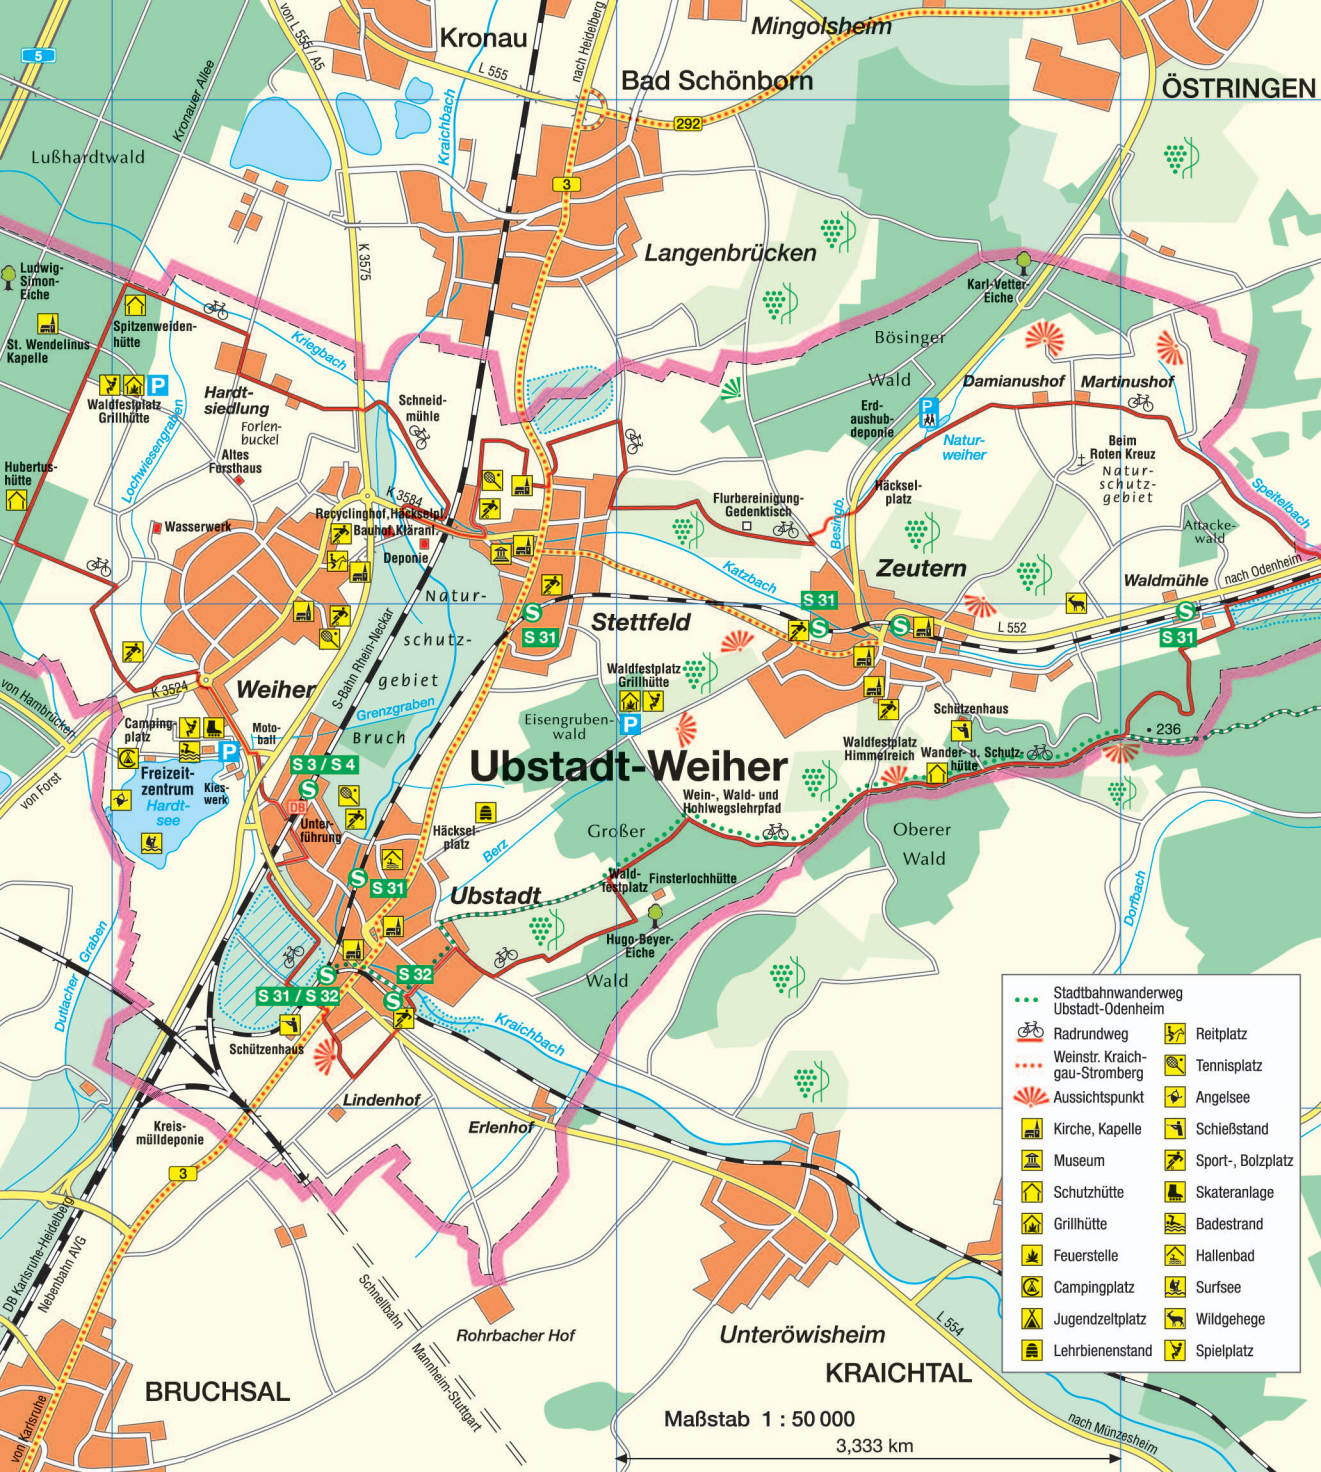 5
Kronau
Mingolsheim
Bad Schönborn
ÖSTRINGEN
von L 555 / A5
L 555
nach Heidelberg
Kronauer Allee
Kraichbach
292
3
Lußhardtwald
K 3575
Langenbrücken
Ludwig-
Simon-
Eiche
Karl-Vetter-
Eiche
St. Wendelinus
Kapelle
Spitzenweiden-
hütte
Kriegbach
Bösinger
Wald
Damianushof
Martinushof
Waldfestplatz
Grillhütte
P
Hardt-
siedlung
Forlen-
buckel
Schneid-
mühle
Erd-
aushub-
deponie
P
Natur-
weiher
Lochwiesengraben
Altes
Forsthaus
Beim
Roten Kreuz
Natur-
schutz-
gebiet
Hubertus-
hütte
K 3584
Häcksel-
platz
Speitelbach
Flurbereinigung-
Gedenktisch
Besingb.
Wasserwerk
Recyclinghof, Häckselpl.
Bauhof, Kläranl.
Deponie
Attacke-
wald
Katzbach
Zeutern
Waldmühle
nach Odenheim
Natur-
schutz-
gebiet
Bruch
S-Bahn Rhein-Neckar
Grenzgraben
S
S 31
Stettfeld
S 31
S
S
L 552
S
S 31
Waldfestplatz
Grillhütte
P
K 3524
Weiher
von Hambrücken
von Forst
Camping-
platz
Moto-
ball
P
Freizeit-
zentrum
Hardt-
see
Kies-
werk
S 3 / S 4
S
DB
Unter-
führung
Eisengruben-
wald
Schützenhaus
Waldfestplatz
Himmelreich
Wander- u. Schutz-
hütte
236
Ubstadt-Weiher
Wein-, Wald- und
Hohlwegslehrpfad
Häcksel-
platz
Berz
Großer
Wald
Oberer
Wald
S
S 31
Ubstadt
Wald-
festplatz
Finsterlochhütte
Hugo-Beyer-
Eiche
Dorfbach
Duttlacher Graben
S
S 31 / S 32
S 32
S
Schützenhaus
Kraichbach
Lindenhof
Erlenhof
Kreis-
mülldeponie
3
DB Karlsruhe-Heidelberg
Nebenbahn AVG
Schnellbahn
Mannheim-Stuttgart
Rohrbacher Hof
Unteröwisheim
KRAICHTAL
L 554
nach Münzesheim
BRUCHSAL
von Karlsruhe
Maßstab 1 : 50 000
3,333 km
Stadtbahnwanderweg
Ubstadt-Odenheim
Radrundweg
Weinstr. Kraich-
gau-Stromberg
Aussichtspunkt
Kirche, Kapelle
Museum
Schutzhütte
Grillhütte
Feuerstelle
Campingplatz
Jugendzeltplatz
Lehrbienenstand
Reitplatz
Tennisplatz
Angelsee
Schießstand
Sport-, Bolzplatz
Skateranlage
Badestrand
Hallenbad
Surfsee
Wildgehege
Spielplatz